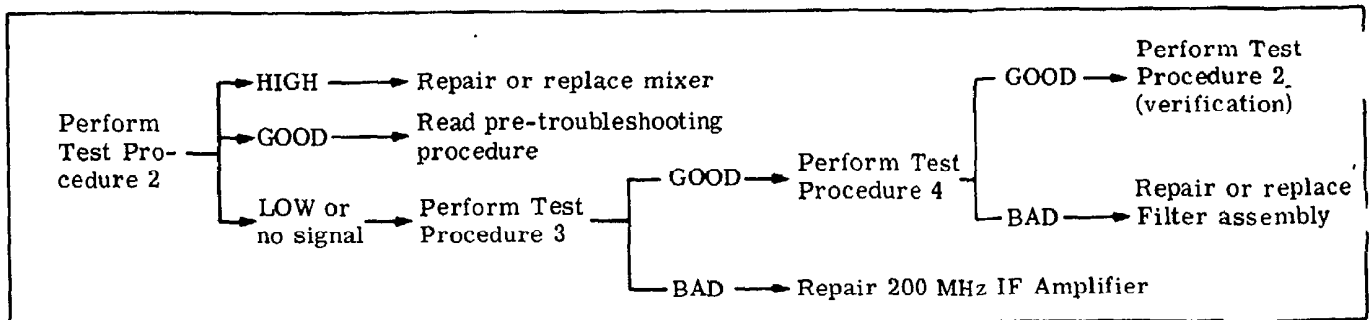 Perform
Test Pro-
cedure 2
HIGH
Repair or replace mixer
GOOD
Read pre-troubleshooting
procedure
LOW or
no signal
Perform Test
Procedure 3
GOOD
Perform Test
Procedure 4
GOOD
Perform Test
Procedure 2
(verification)
BAD
Repair or replace
Filter assembly
BAD
Repair 200 MHz IF Amplifier